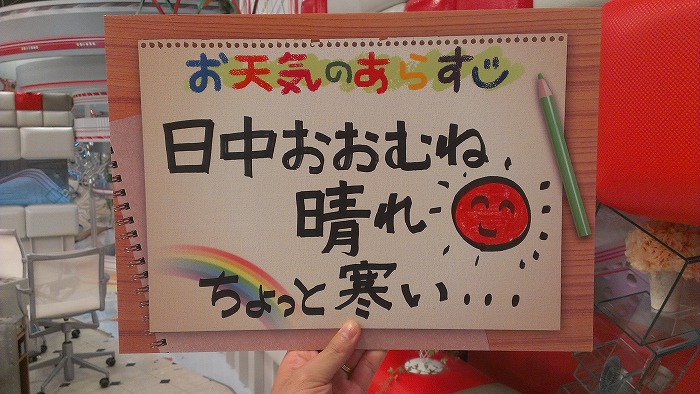 お天気のあらすじ
日中おおむね
晴れ
ちょっと寒い...